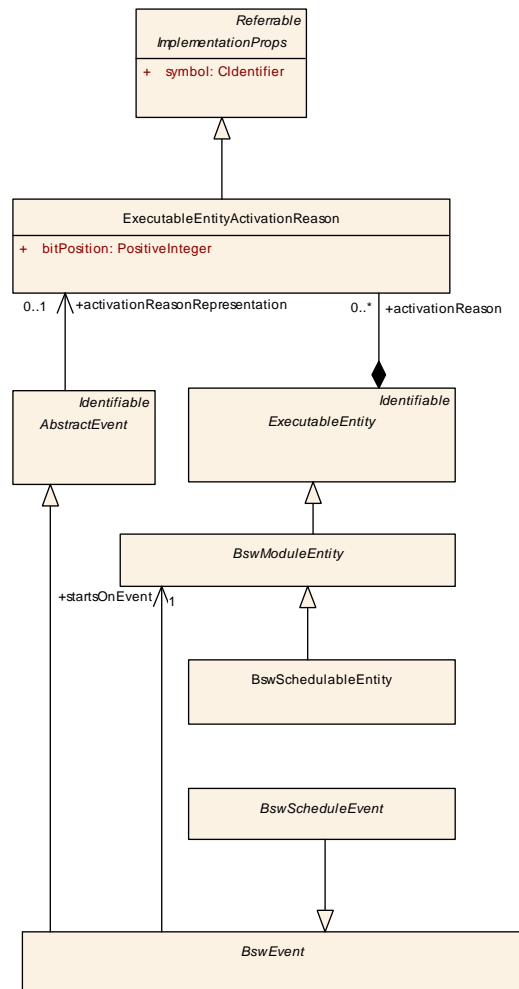 Referrable
ImplementationProps
+ symbol: CIdentifier
ExecutableEntityActivationReason
+ bitPosition: PositiveInteger
0..1
+activationReasonRepresentation
0..*
+activationReason
Identifiable
AbstractEvent
Identifiable
ExecutableEntity
BswModuleEntity
+startsOnEvent
1
BswSchedulableEntity
BswScheduleEvent
BswEvent